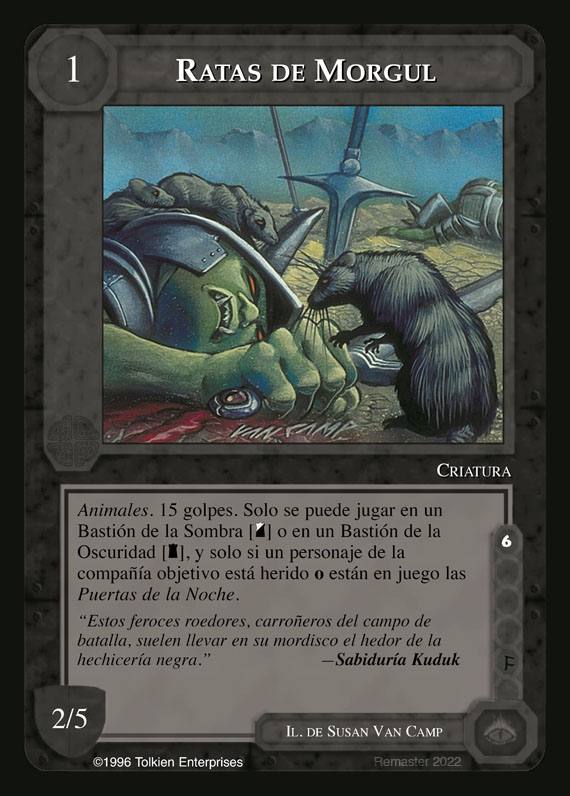 1
RATAS DE MORGUL
VAN CAMP
CRIATURA
Animales. 15 golpes. Solo se puede jugar en un
Bastión de la Sombra [] o en un Bastión de la
Oscuridad [], y solo si un personaje de la
compañía objetivo está herido o están en juego las
Puertas de la Noche.
“Estos feroces roedores, carroñeros del campo de
batalla, suelen llevar en su mordisco el hedor de la
hechicería negra.” —Sabiduría Kuduk
6
2/5
IL. DE SUSAN VAN CAMP
©1996 Tolkien Enterprises
Remaster 2022